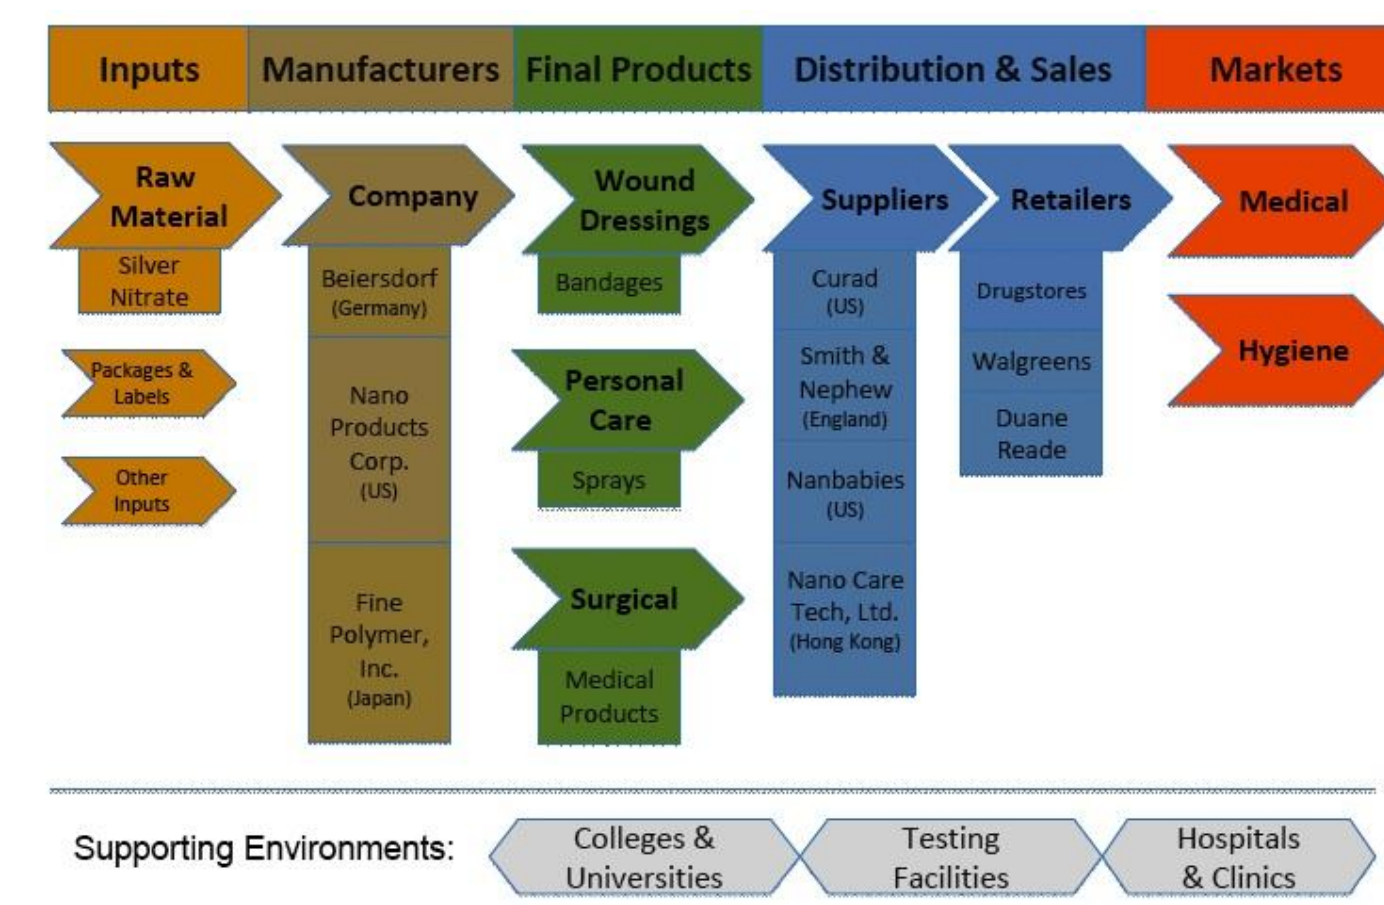 Inputs
Manufacturers
Final Products
Distribution & Sales
Markets
Raw
Material
Silver
Nitrate
Packages &
Labels
Other
Inputs
Company
Beiersdorf
(Germany)
Nano
Products
Corp.
(US)
Fine
Polymer,
Inc.
(Japan)
Wound
Dressings
Bandages
Personal
Care
Sprays
Surgical
Medical
Products
Suppliers
Curad
(US)
Smith &
Nephew
(England)
Nanbabies
(US)
Nano Care
Tech, Ltd.
(Hong Kong)
Retailers
Drugstores
Walgreens
Duane
Reade
Medical
Hygiene
Supporting Environments:
Colleges &
Universities
Testing
Facilities
Hospitals
& Clinics